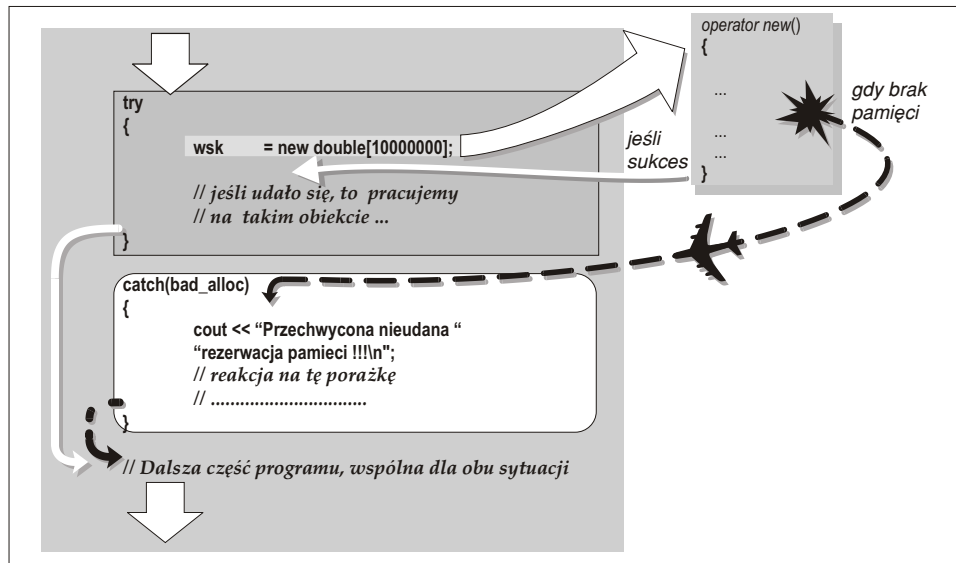 operator new()
{
...
...
...
}
gdy brak
pamięci
jeśli
sukces
try
{
wsk = new double[10000000];
// jeśli udało się, to pracujemy
// na takim obiekcie ...
}
catch(bad_alloc)
{
cout << “Przechwycona nieudana “
“rezerwacja pamieci !!!\n";
// reakcja na tę porażkę
// ................................
}
// Dalsza część programu, wspólna dla obu sytuacji